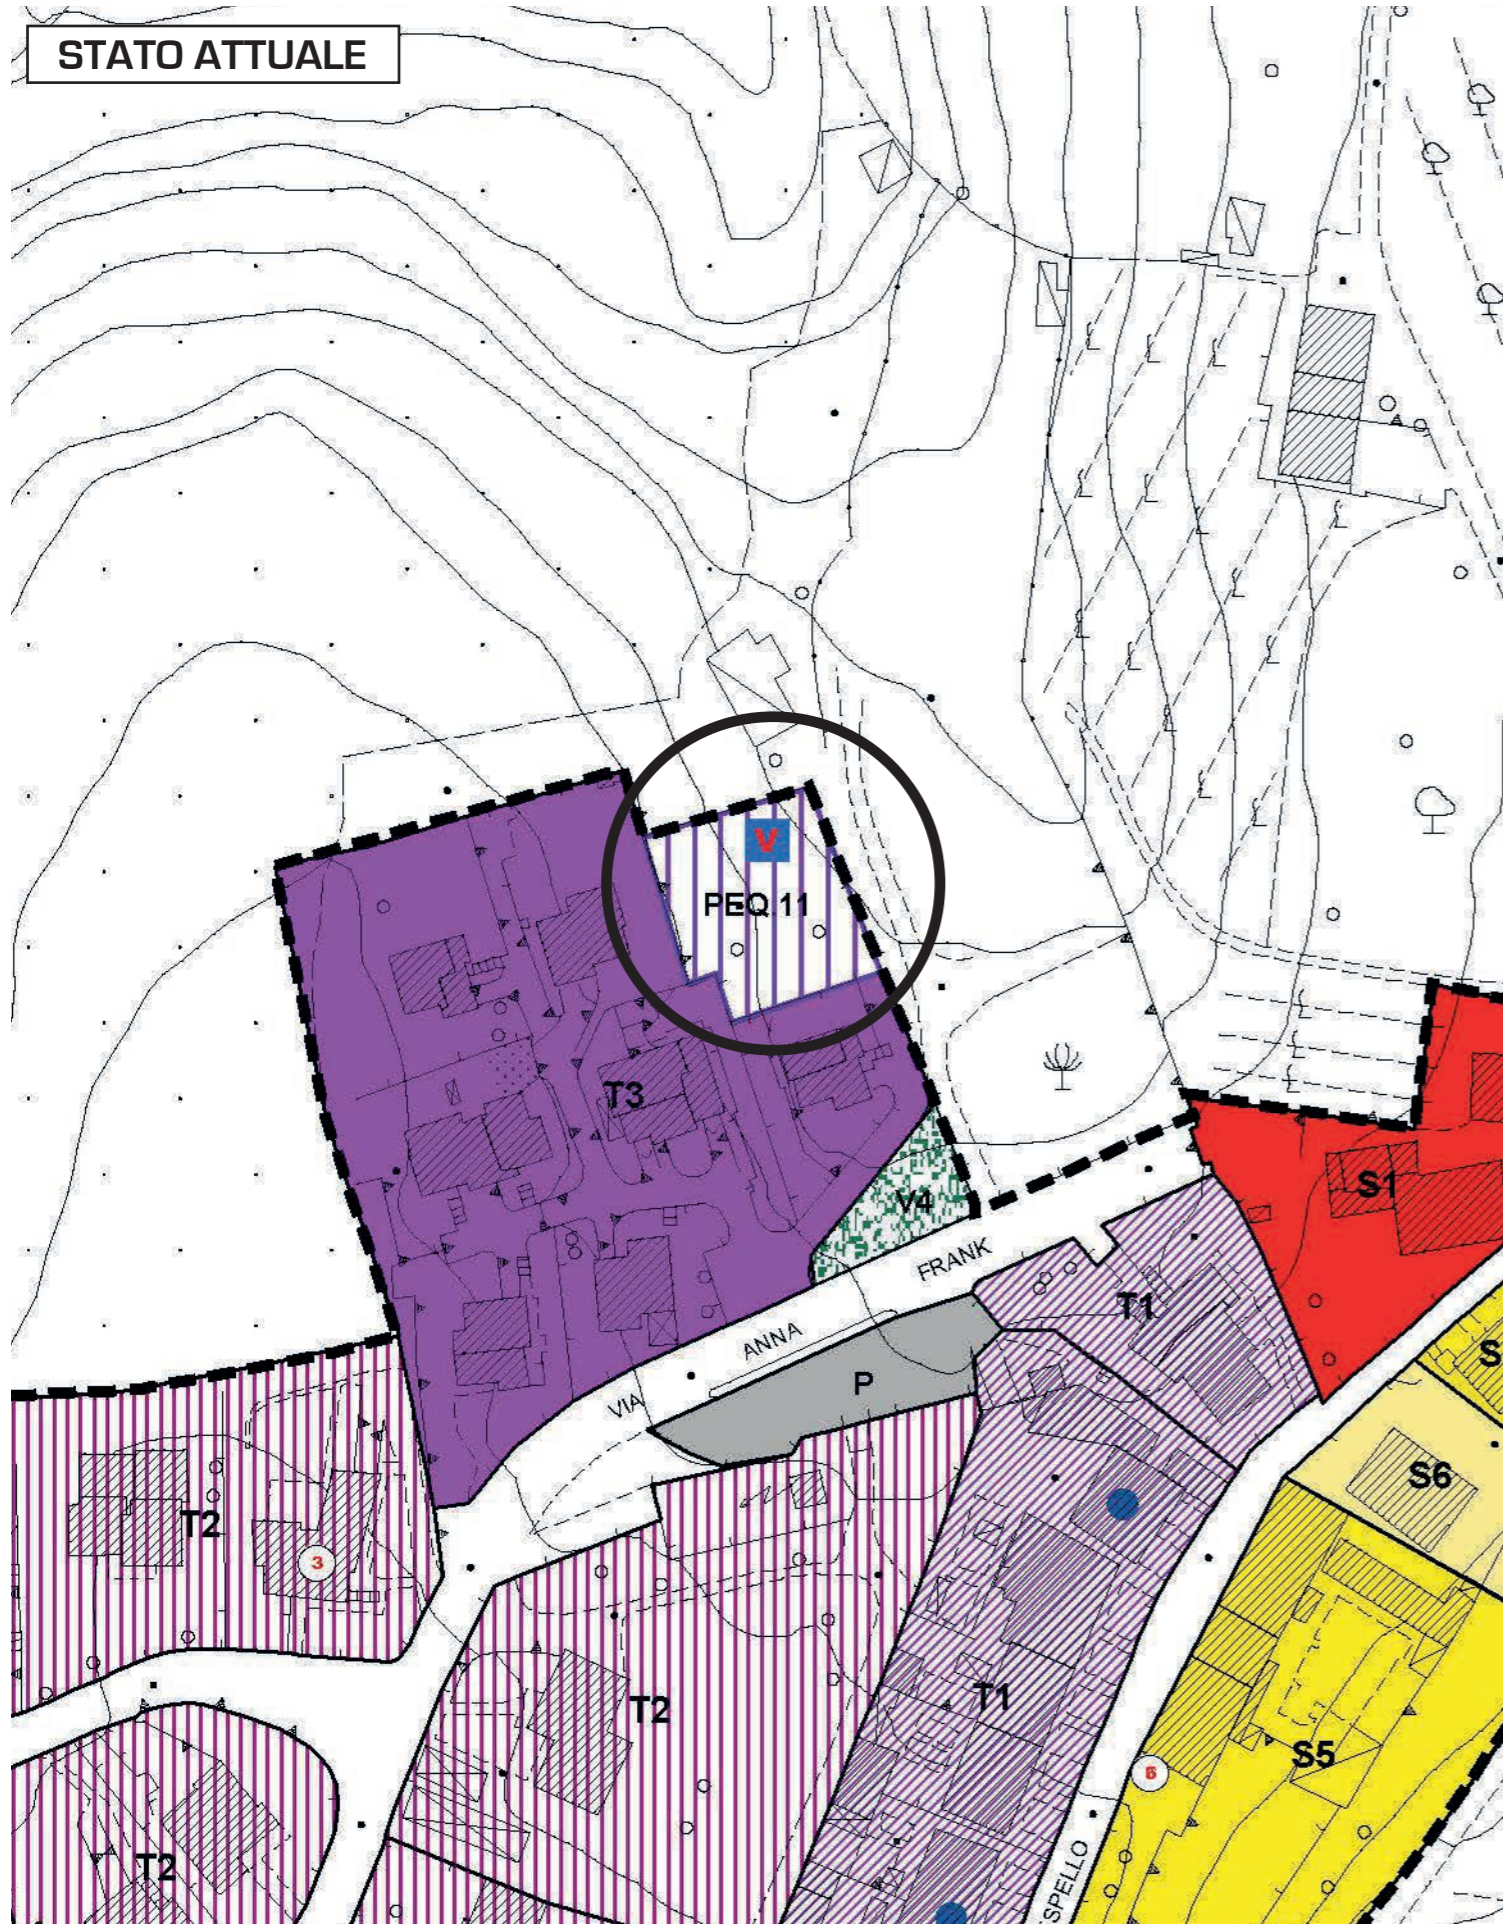 STATO ATTUALE
V
PEQ.11
T3
V4
S1
FRANK
T1
ANNA
P
VIA
S
S6
T2
3
T2
T1
S5
6
T2
SPELLO